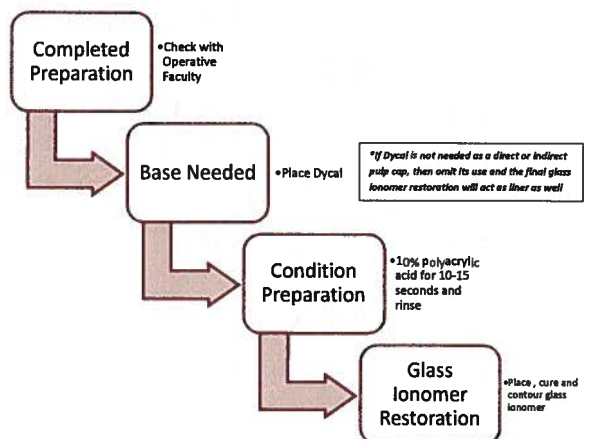 Completed
Preparation
•Check with
Operative
Faculty
Base Needed
•Place Dycal
*If Dycal is not needed as a direct or indirect
pulp cap, then omit its use and the final glass
ionomer restoration will act as liner as well
Condition
Preparation
•10% polyacrylic
acid for 10-15
seconds and
rinse
Glass
Ionomer
Restoration
•Place , cure and
contour glass
ionomer